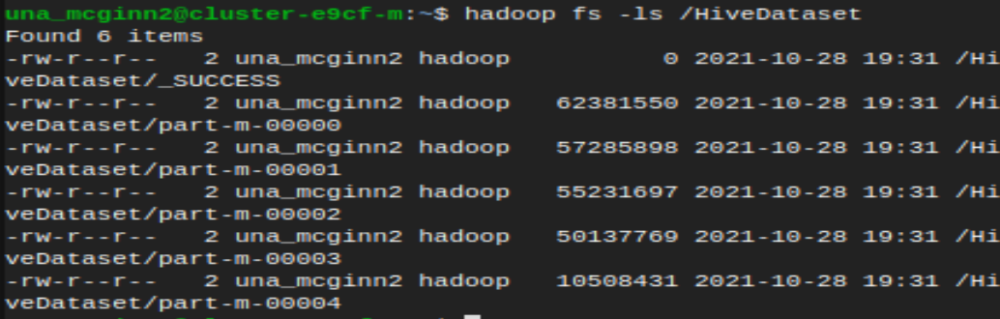 una_mcginn2@cluster-e9cf-m:~$ hadoop fs -ls /HiveDataset
Found 6 items
-rw-r--r--   2 una_mcginn2 hadoop          0 2021-10-28 19:31 /Hi
veDataset/_SUCCESS
-rw-r--r--   2 una_mcginn2 hadoop   62381550 2021-10-28 19:31 /Hi
veDataset/part-m-00000
-rw-r--r--   2 una_mcginn2 hadoop   57285898 2021-10-28 19:31 /Hi
veDataset/part-m-00001
-rw-r--r--   2 una_mcginn2 hadoop   55231697 2021-10-28 19:31 /Hi
veDataset/part-m-00002
-rw-r--r--   2 una_mcginn2 hadoop   50137769 2021-10-28 19:31 /Hi
veDataset/part-m-00003
-rw-r--r--   2 una_mcginn2 hadoop   10508431 2021-10-28 19:31 /Hi
veDataset/part-m-00004